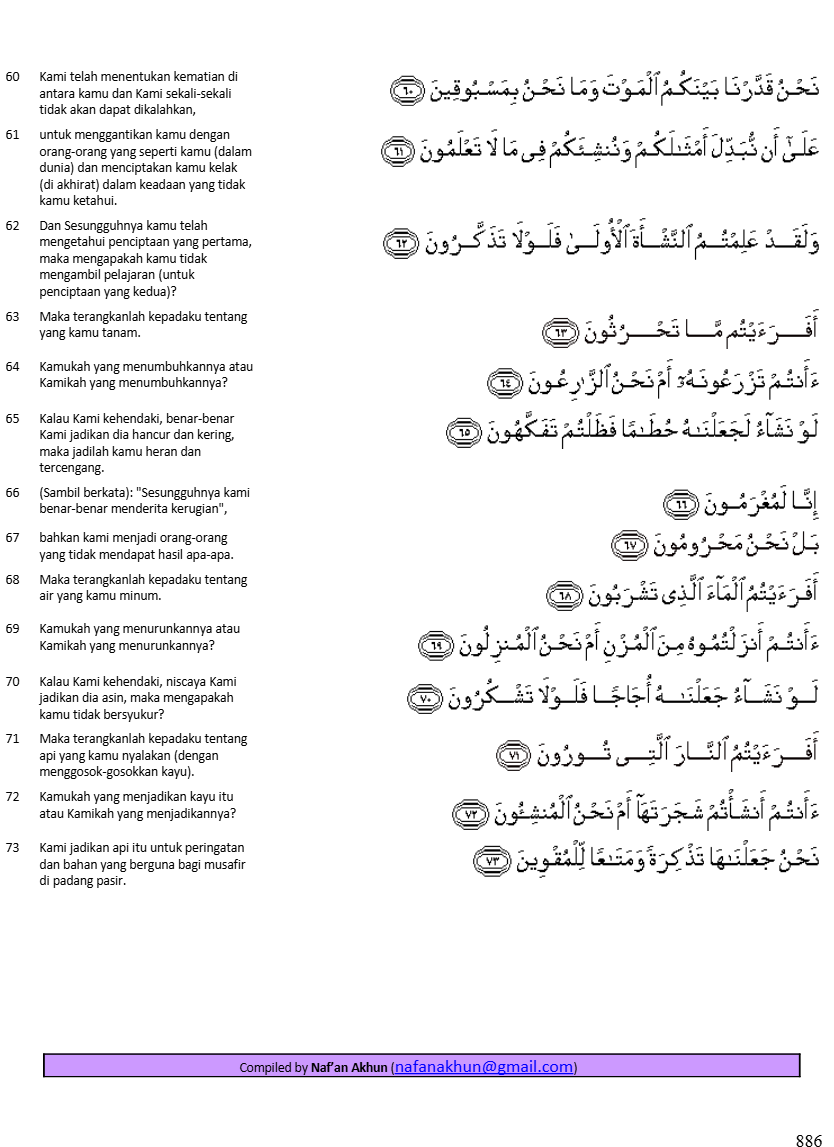 60 Kami telah menentukan kematian di
antara kamu dan Kami sekali-sekali
tidak akan dapat dikalahkan,
نَحْنُ قَدَّرْنَا بَيْنَكُمُ ٱلْمَوْتَ وَمَا نَحْنُ بِمَسْبُوقِينَ ٦٠
61 untuk menggantikan kamu dengan
orang-orang yang seperti kamu (dalam
dunia) dan menciptakan kamu kelak
(di akhirat) dalam keadaan yang tidak
kamu ketahui.
عَلَىٰٓ أَن نُّبَدِّلَ أَمْثَـٰلَكُمْ وَنُنشِئَكُمْ فِى مَا لَا تَعْلَمُونَ ٦١
62 Dan Sesungguhnya kamu telah
mengetahui penciptaan yang pertama,
maka mengapakah kamu tidak
mengambil pelajaran (untuk
penciptaan yang kedua)?
وَلَقَدْ عَلِمْتُمُ ٱلنَّشْأَةَ ٱلْأُولَىٰ فَلَوْلَا تَذَكَّرُونَ ٦٢
63 Maka terangkanlah kepadaku tentang
yang kamu tanam.
أَفَرَءَيْتُم مَّا تَحْرُثُونَ ٦٣
64 Kamukah yang menumbuhkannya atau
Kamikah yang menumbuhkannya?
ءَأَنتُمْ تَزْرَعُونَهُۥٓ أَمْ نَحْنُ ٱلزَّٰرِعُونَ ٦٤
65 Kalau Kami kehendaki, benar-benar
Kami jadikan dia hancur dan kering,
maka jadilah kamu heran dan
tercengang.
لَوْ نَشَآءُ لَجَعَلْنَـٰهُ حُطَـٰمًا فَظَلْتُمْ تَفَكَّهُونَ ٦٥
66 (Sambil berkata): "Sesungguhnya kami
benar-benar menderita kerugian",
إِنَّا لَمُغْرَمُونَ ٦٦
67 bahkan kami menjadi orang-orang
yang tidak mendapat hasil apa-apa.
بَلْ نَحْنُ مَحْرُومُونَ ٦٧
68 Maka terangkanlah kepadaku tentang
air yang kamu minum.
أَفَرَءَيْتُمُ ٱلْمَآءَ ٱلَّذِى تَشْرَبُونَ ٦٨
69 Kamukah yang menurunkannya atau
Kamikah yang menurunkannya?
ءَأَنتُمْ أَنزَلْتُمُوهُ مِنَ ٱلْمُزْنِ أَمْ نَحْنُ ٱلْمُنزِلُونَ ٦٩
70 Kalau Kami kehendaki, niscaya Kami
jadikan dia asin, maka mengapakah
kamu tidak bersyukur?
لَوْ نَشَآءُ جَعَلْنَـٰهُ أُجَاجًا فَلَوْلَا تَشْكُرُونَ ٧٠
71 Maka terangkanlah kepadaku tentang
api yang kamu nyalakan (dengan
menggosok-gosokkan kayu).
أَفَرَءَيْتُمُ ٱلنَّارَ ٱلَّتِى تُورُونَ ٧١
72 Kamukah yang menjadikan kayu itu
atau Kamikah yang menjadikannya?
ءَأَنتُمْ أَنشَأْتُمْ شَجَرَتَهَآ أَمْ نَحْنُ ٱلْمُنشِـُٔونَ ٧٢
73 Kami jadikan api itu untuk peringatan
dan bahan yang berguna bagi musafir
di padang pasir.
نَحْنُ جَعَلْنَـٰهَا تَذْكِرَةً وَمَتَـٰعًا لِّلْمُقْوِينَ ٧٣
Compiled by Naf’an Akhun (nafanakhun@gmail.com)
886